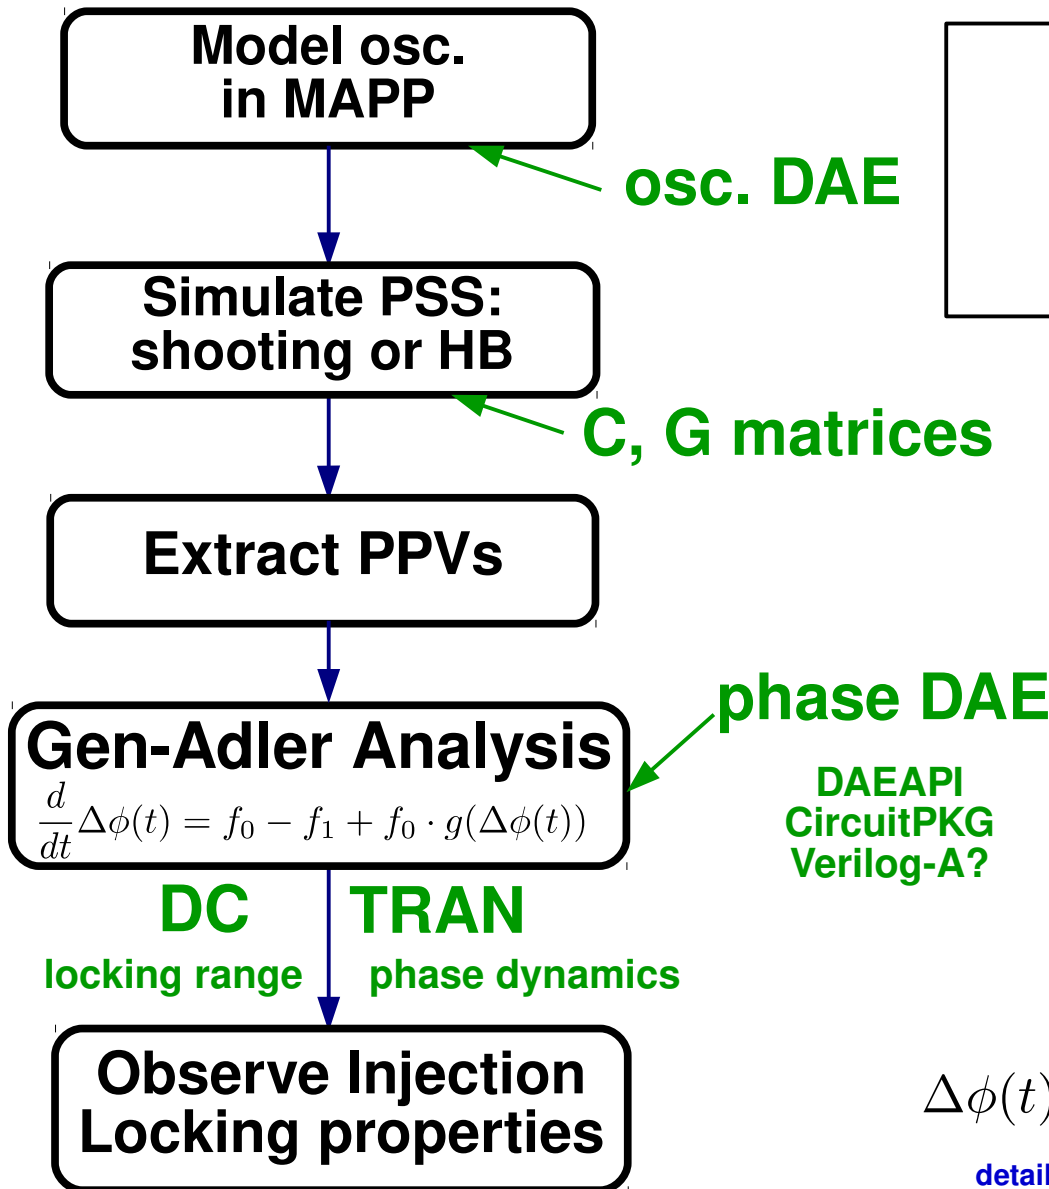 Model osc.
in MAPP
osc. DAE
Simulate PSS:
shooting or HB
C, G matrices
Extract PPVs
phase DAE
Gen-Adler Analysis
d/dt Δϕ(t) = f₀ − f₁ + f₀ · g(Δϕ(t))
DAEAPI
CircuitPKG
Verilog-A?
DC
TRAN
locking range
phase dynamics
Observe Injection
Locking properties
Δϕ(t)
detail